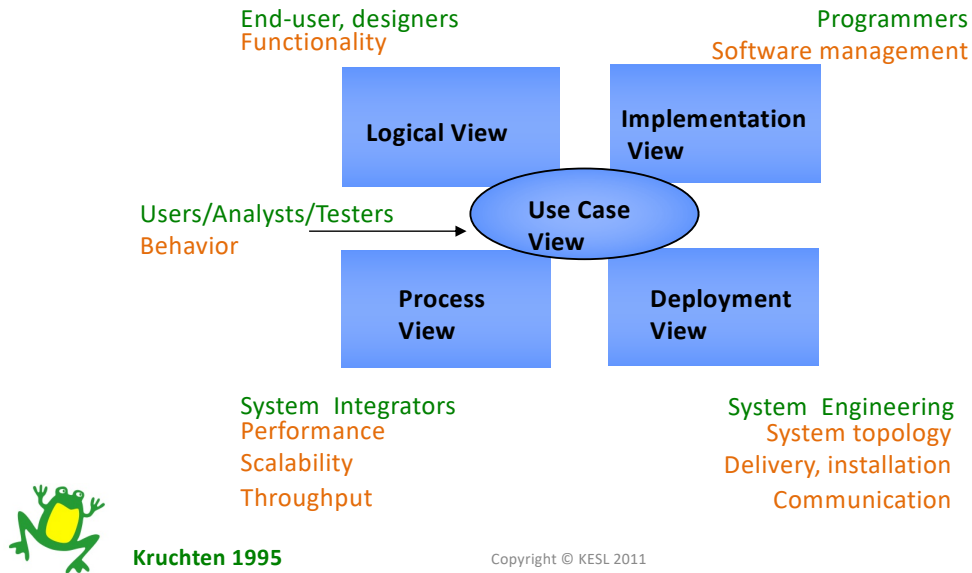 End-user, designers
Functionality
Programmers
Software management
Logical View
Implementation
View
Users/Analysts/Testers
Behavior
Use Case
View
Process
View
Deployment
View
System Integrators
Performance
Scalability
Throughput
System Engineering
System topology
Delivery, installation
Communication
Kruchten 1995
Copyright © KESL 2011